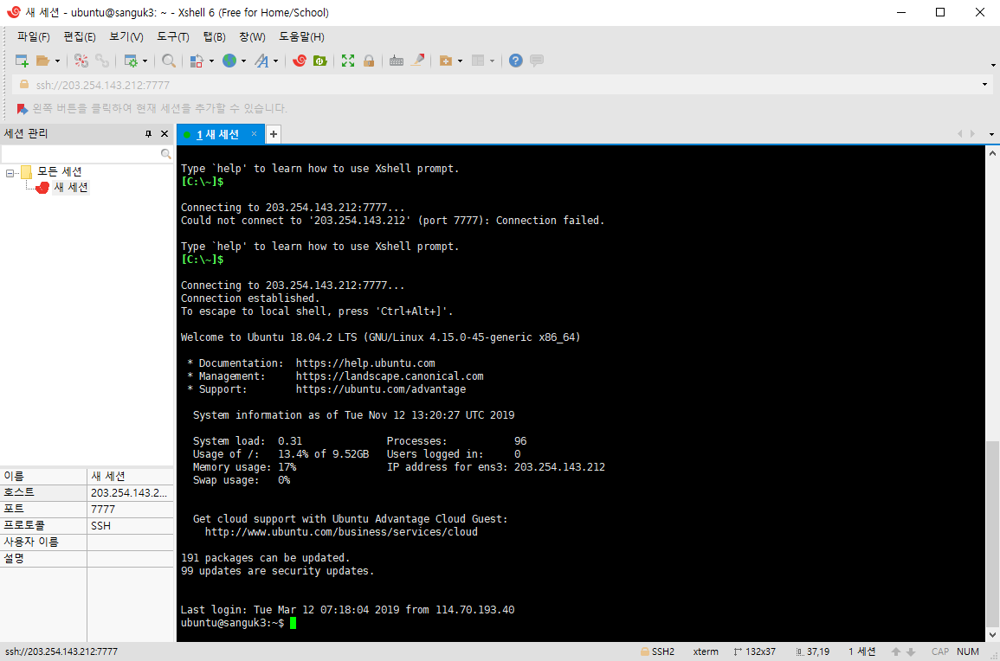 새 세션 - ubuntu@sanguk3: ~ - Xshell 6 (Free for Home/School)
파일(F) 편집(E) 보기(V) 도구(T) 탭(B) 창(W) 도움말(H)
ssh://203.254.143.212:7777
왼쪽 버튼을 클릭하여 현재 세션을 추가할 수 있습니다.
세션 관리
모든 세션
새 세션
이름 새 세션
호스트 203.254.143.2...
포트 7777
프로토콜 SSH
사용자 이름
설명
1 새 세션
Type `help' to learn how to use Xshell prompt.
[C:\~]$
Connecting to 203.254.143.212:7777...
Could not connect to '203.254.143.212' (port 7777): Connection failed.
Type `help' to learn how to use Xshell prompt.
[C:\~]$
Connecting to 203.254.143.212:7777...
Connection established.
To escape to local shell, press 'Ctrl+Alt+]'.
Welcome to Ubuntu 18.04.2 LTS (GNU/Linux 4.15.0-45-generic x86_64)
* Documentation:  https://help.ubuntu.com
* Management:     https://landscape.canonical.com
* Support:        https://ubuntu.com/advantage
System information as of Tue Nov 12 13:20:27 UTC 2019
System load:  0.31              Processes:           96
Usage of /:   13.4% of 9.52GB   Users logged in:     0
Memory usage: 17%               IP address for ens3: 203.254.143.212
Swap usage:   0%
Get cloud support with Ubuntu Advantage Cloud Guest:
http://www.ubuntu.com/business/services/cloud
191 packages can be updated.
99 updates are security updates.
Last login: Tue Mar 12 07:18:04 2019 from 114.70.193.40
ubuntu@sanguk3:~$
ssh://203.254.143.212:7777 SSH2 xterm 132x37 37,19 1 세션 CAP NUM